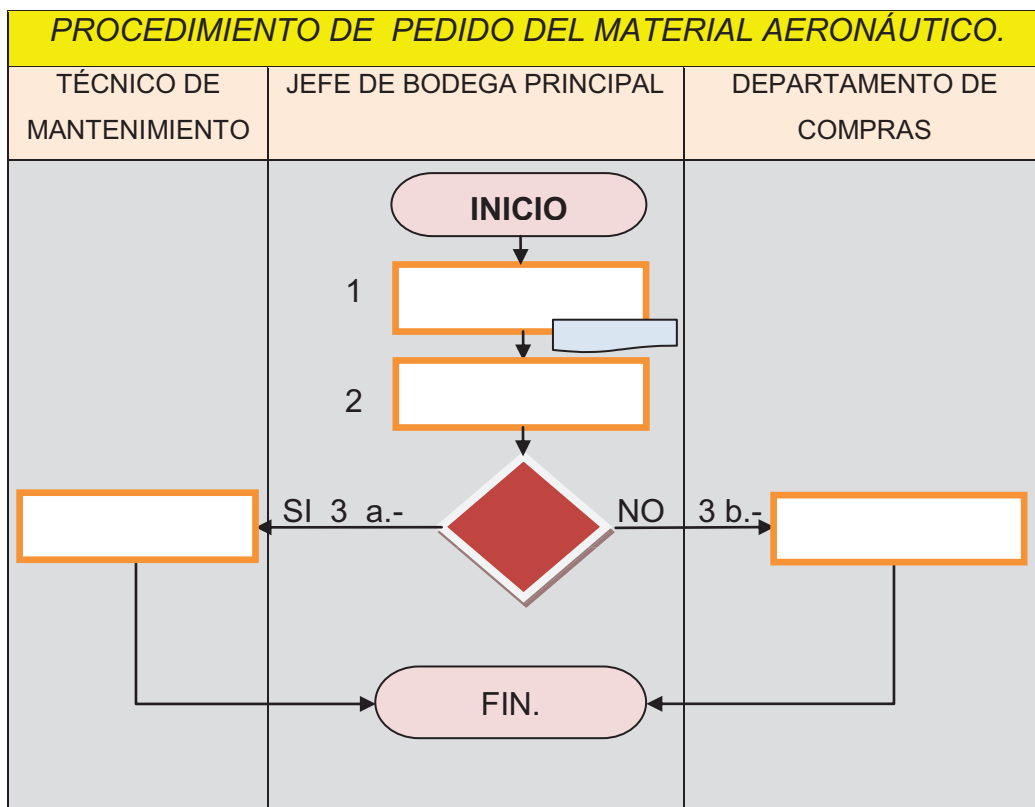 PROCEDIMIENTO DE PEDIDO DEL MATERIAL AERONÁUTICO.
TÉCNICO DE
MANTENIMIENTO
JEFE DE BODEGA PRINCIPAL
DEPARTAMENTO DE
COMPRAS
INICIO
1
2
SI 3 a.-
NO 3 b.-
FIN.